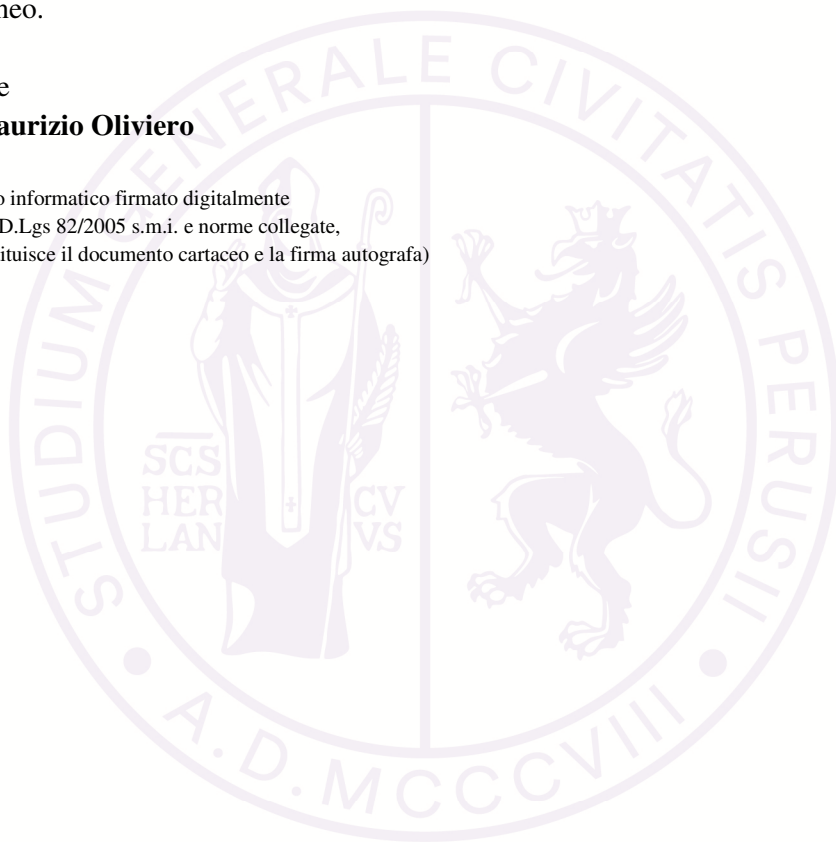 neo.
e
aurizio Oliviero
o informatico firmato digitalmente
D.Lgs 82/2005 s.m.i. e norme collegate,
ituisce il documento cartaceo e la firma autografa)
STUDIUM GENERALE CIVITATIS PERUSII
SCS
HER
LAN
CV
VS
A.D. MCCCVIII